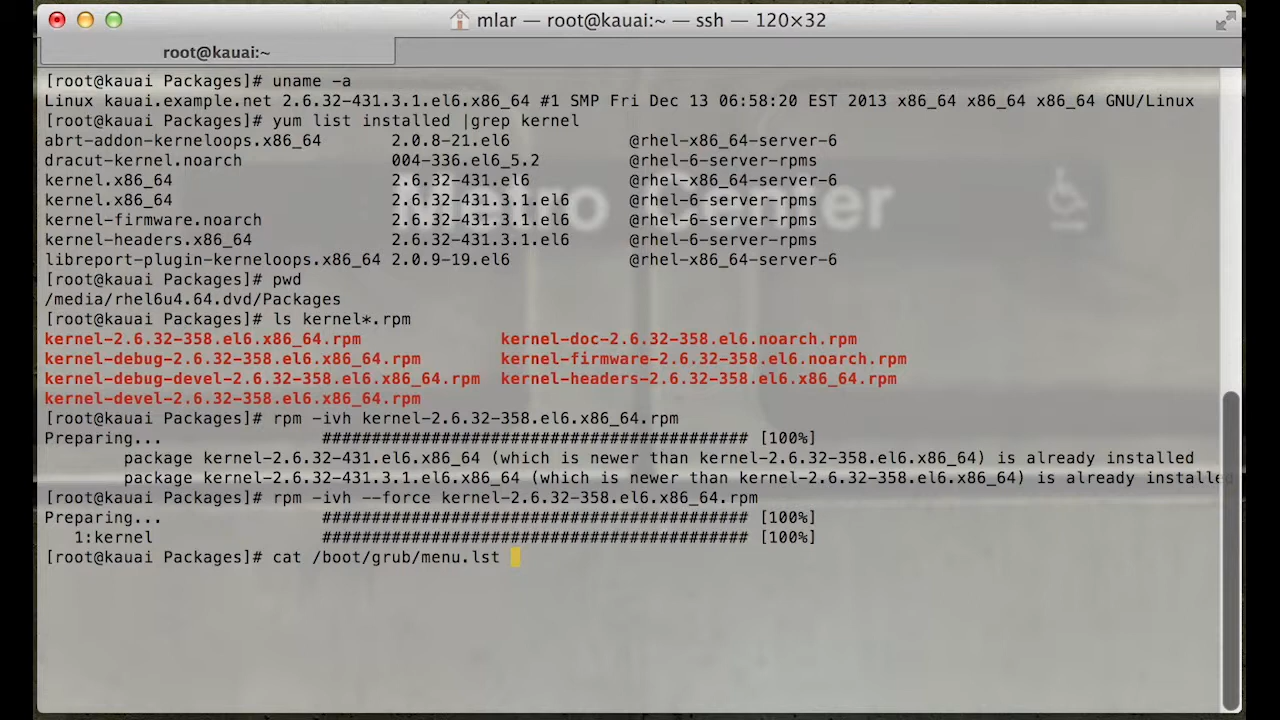 mlar — root@kauai:~ — ssh — 120×32
root@kauai:~
[root@kauai Packages]# uname -a
Linux kauai.example.net 2.6.32-431.3.1.el6.x86_64 #1 SMP Fri Dec 13 06:58:20 EST 2013 x86_64 x86_64 x86_64 GNU/Linux
[root@kauai Packages]# yum list installed |grep kernel
abrt-addon-kerneloops.x86_64 2.0.8-21.el6 @rhel-x86_64-server-6
dracut-kernel.noarch 004-336.el6_5.2 @rhel-6-server-rpms
kernel.x86_64 2.6.32-431.el6 @rhel-x86_64-server-6
kernel.x86_64 2.6.32-431.3.1.el6 @rhel-6-server-rpms
kernel-firmware.noarch 2.6.32-431.3.1.el6 @rhel-6-server-rpms
kernel-headers.x86_64 2.6.32-431.3.1.el6 @rhel-6-server-rpms
libreport-plugin-kerneloops.x86_64 2.0.9-19.el6 @rhel-x86_64-server-6
[root@kauai Packages]# pwd
/media/rhel6u4.64.dvd/Packages
[root@kauai Packages]# ls kernel*.rpm
kernel-2.6.32-358.el6.x86_64.rpm kernel-doc-2.6.32-358.el6.noarch.rpm
kernel-debug-2.6.32-358.el6.x86_64.rpm kernel-firmware-2.6.32-358.el6.noarch.rpm
kernel-debug-devel-2.6.32-358.el6.x86_64.rpm kernel-headers-2.6.32-358.el6.x86_64.rpm
kernel-devel-2.6.32-358.el6.x86_64.rpm
[root@kauai Packages]# rpm -ivh kernel-2.6.32-358.el6.x86_64.rpm
Preparing... ########################################### [100%]
package kernel-2.6.32-431.el6.x86_64 (which is newer than kernel-2.6.32-358.el6.x86_64) is already installed
package kernel-2.6.32-431.3.1.el6.x86_64 (which is newer than kernel-2.6.32-358.el6.x86_64) is already installed
[root@kauai Packages]# rpm -ivh --force kernel-2.6.32-358.el6.x86_64.rpm
Preparing... ########################################### [100%]
1:kernel ########################################### [100%]
[root@kauai Packages]# cat /boot/grub/menu.lst